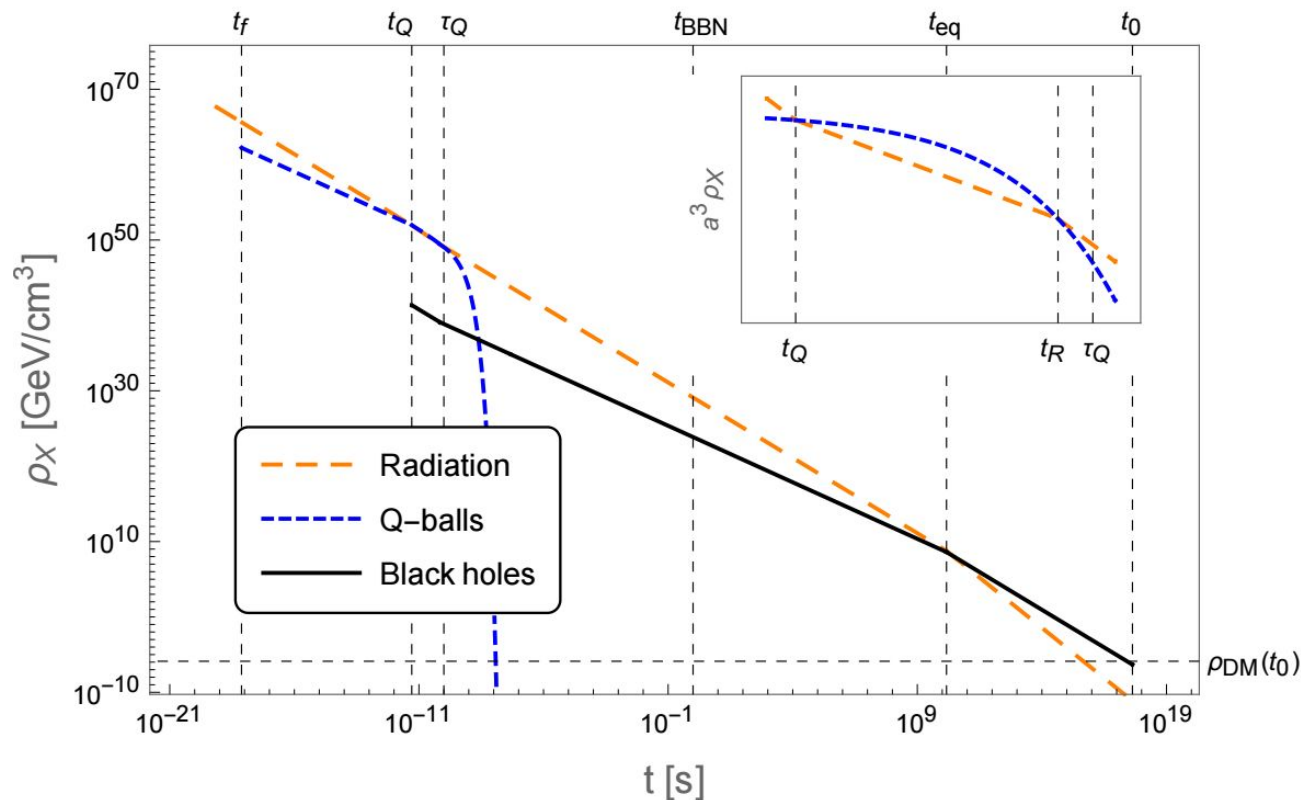 t_f t_Q τ_Q t_BBN t_eq t_0
10^70
10^50
10^30
10^10
10^-10
ρ_X [GeV/cm^3]
a^3 ρ_X
t_Q t_R τ_Q
Radiation
Q-balls
Black holes
ρ_DM(t_0)
10^-21 10^-11 10^-1 10^9 10^19
t [s]